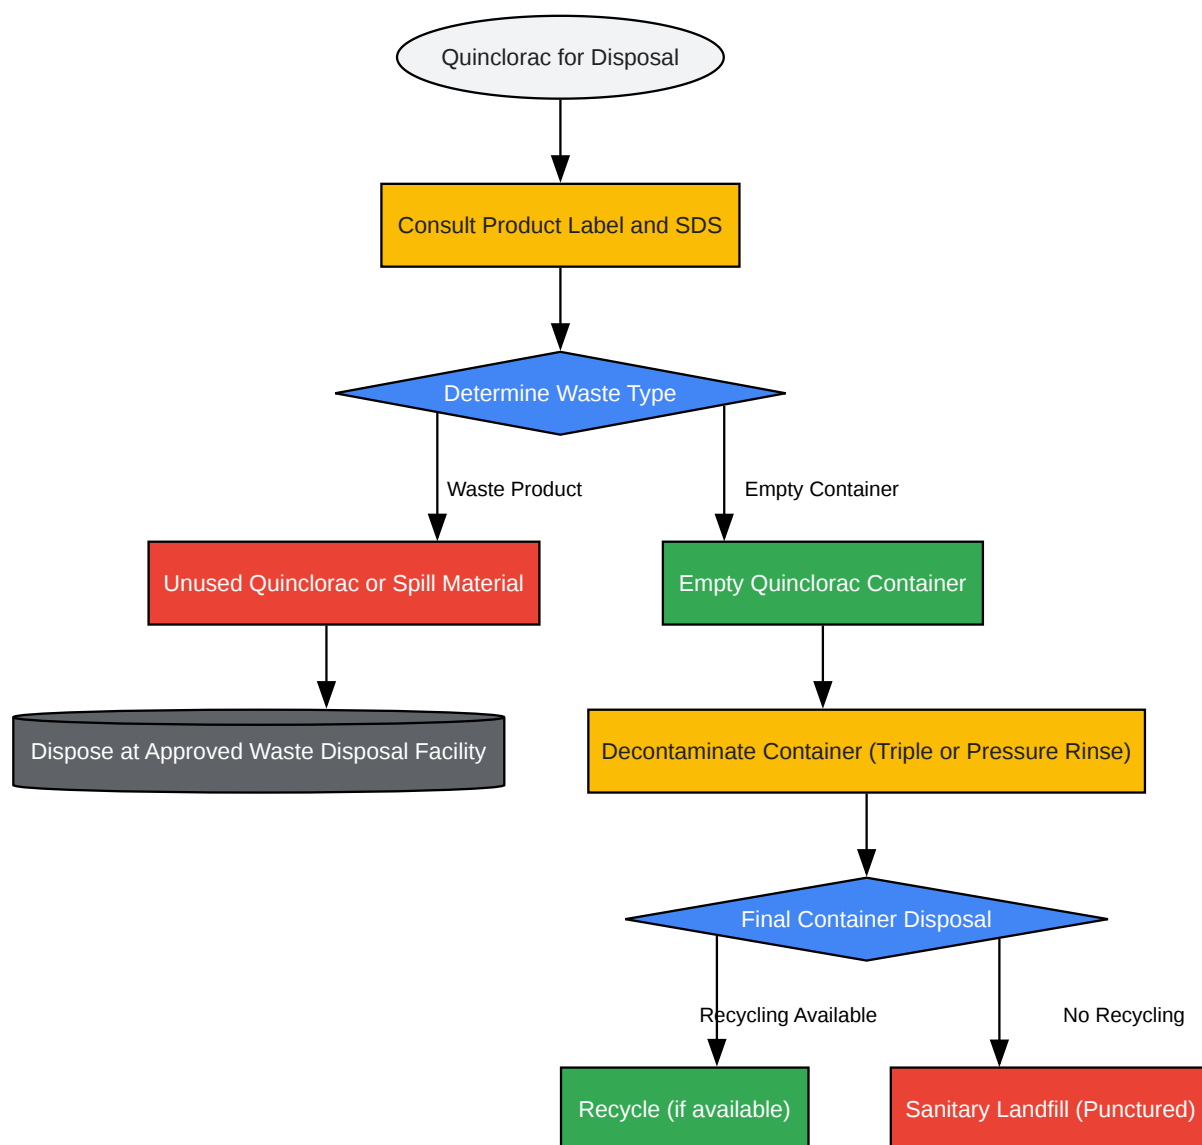 Quinclorac for Disposal
Consult Product Label and SDS
Determine Waste Type
Waste Product
Empty Container
Unused Quinclorac or Spill Material
Empty Quinclorac Container
Dispose at Approved Waste Disposal Facility
Decontaminate Container (Triple or Pressure Rinse)
Final Container Disposal
Recycling Available
No Recycling
Recycle (if available)
Sanitary Landfill (Punctured)